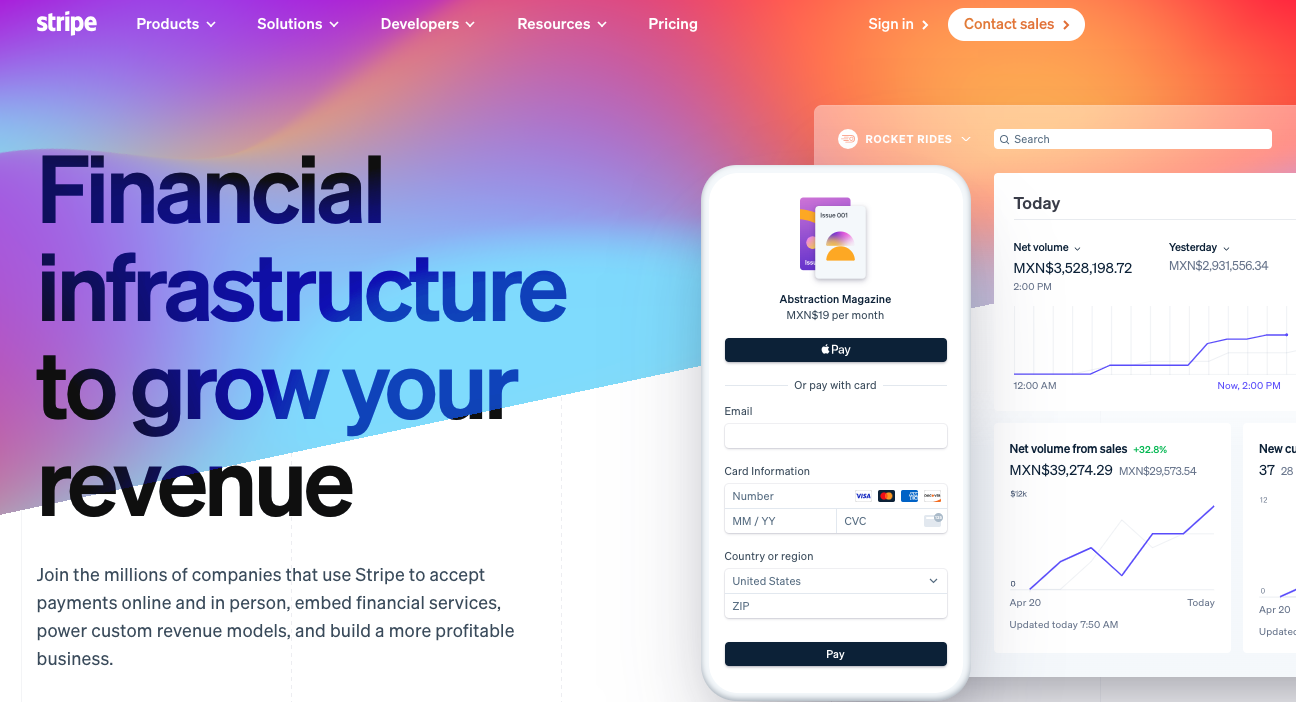 stripe
Products
Solutions
Developers
Resources
Pricing
Sign in
Contact sales
Financial
infrastructure
to grow your
revenue
Join the millions of companies that use Stripe to accept
payments online and in person, embed financial services,
power custom revenue models, and build a more profitable
business.
Issue 001
Abstraction Magazine
MXN$19 per month
Pay
Or pay with card
Email
Card Information
Number
VISA
DISCOVER
MM / YY
CVC
Country or region
United States
ZIP
Pay
ROCKET RIDES
Search
Today
Net volume
Yesterday
MXN$3,528,198.72
MXN$2,931,556.34
2:00 PM
12:00 AM
Now, 2:00 PM
Net volume from sales +32.8%
MXN$39,274.29 MXN$29,573.54
$12k
0
Apr 20
Today
Updated today 7:50 AM
New cu
37 28
12
0
Apr 20
Update